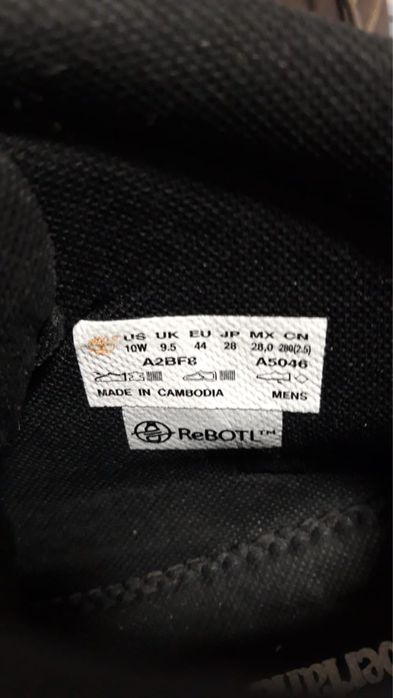 US UK EU JP MX CN
10W 9.5 44 28 28,0 280(2.5)
A2BF8 A5046
MADE IN CAMBODIA MENS
ReBOTL™